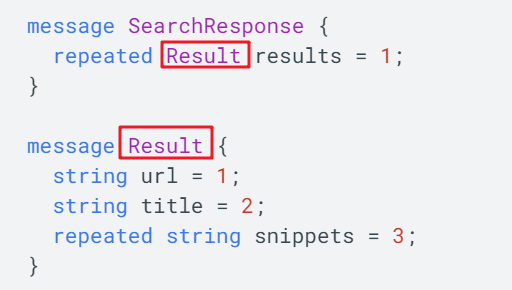 message SearchResponse {
  repeated Result results = 1;
}

message Result {
  string url = 1;
  string title = 2;
  repeated string snippets = 3;
}